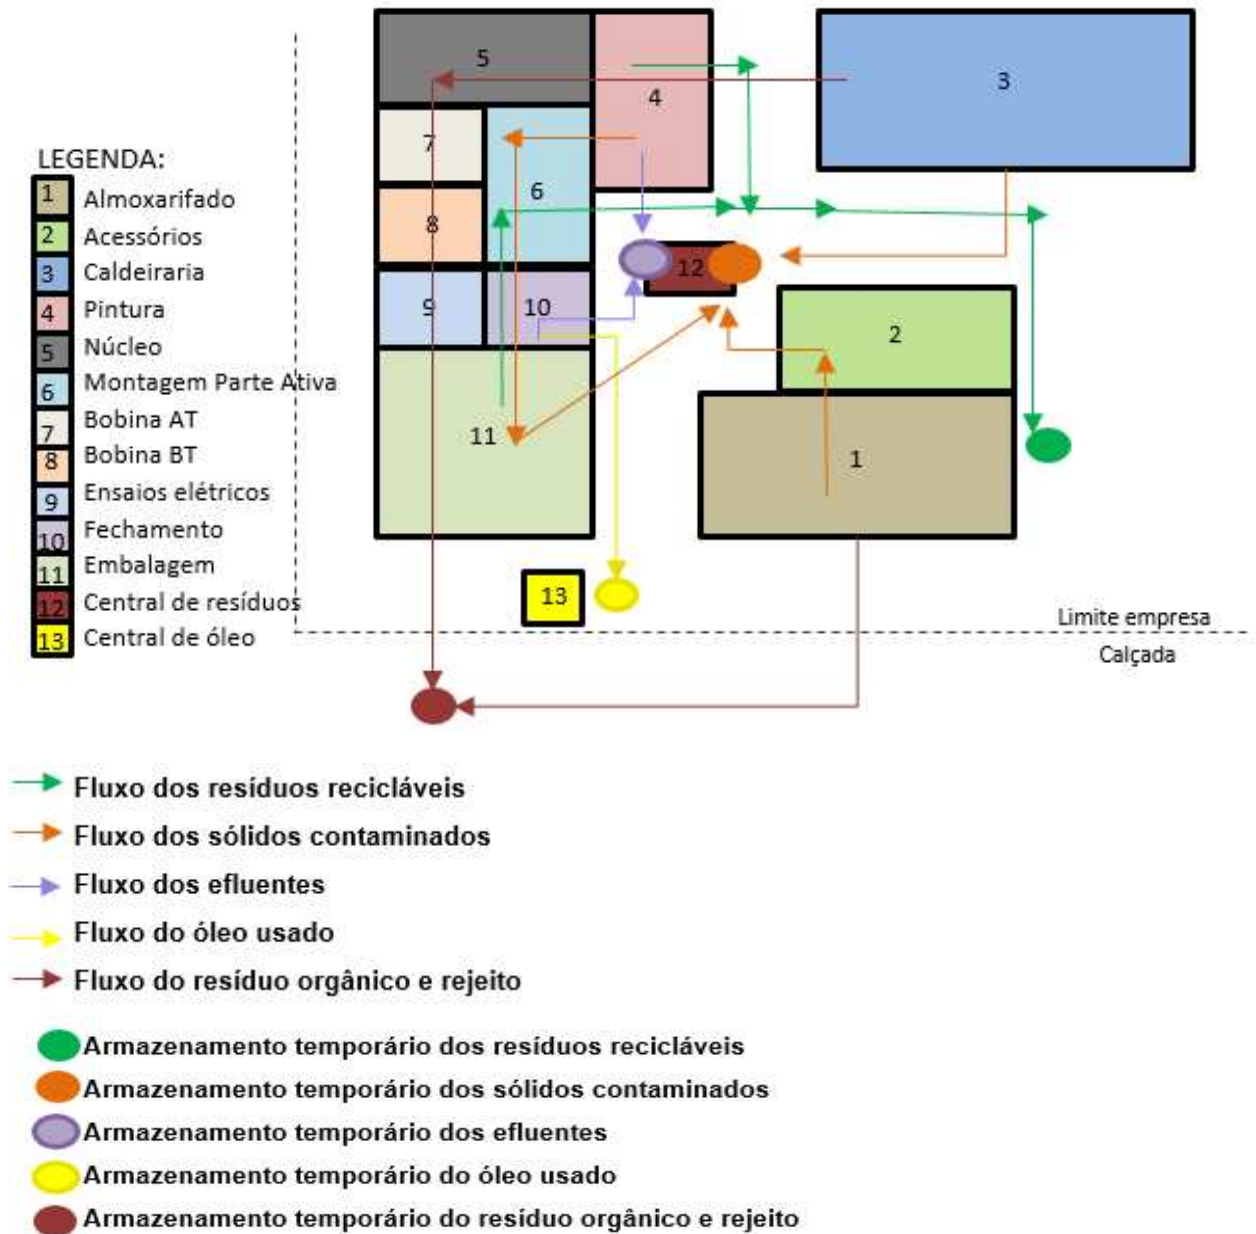 5
4
3
7
6
8
12
9
10
2
11
1
13
Limite empresa
Calçada
LEGENDA:
1 Almoxarifado
2 Acessórios
3 Caldeiraria
4 Pintura
5 Núcleo
6 Montagem Parte Ativa
7 Bobina AT
8 Bobina BT
9 Ensaios elétricos
10 Fechamento
11 Embalagem
12 Central de resíduos
13 Central de óleo
Fluxo dos resíduos recicláveis
Fluxo dos sólidos contaminados
Fluxo dos efluentes
Fluxo do óleo usado
Fluxo do resíduo orgânico e rejeito
Armazenamento temporário dos resíduos recicláveis
Armazenamento temporário dos sólidos contaminados
Armazenamento temporário dos efluentes
Armazenamento temporário do óleo usado
Armazenamento temporário do resíduo orgânico e rejeito